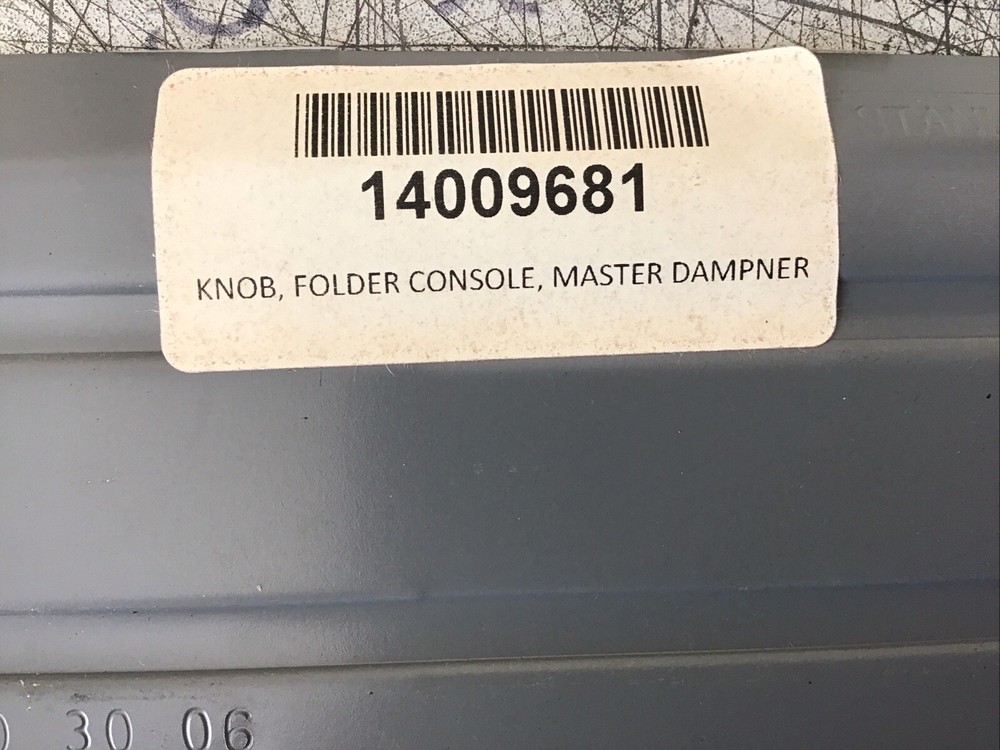 14009681
KNOB, FOLDER CONSOLE, MASTER DAMPNER
30 06